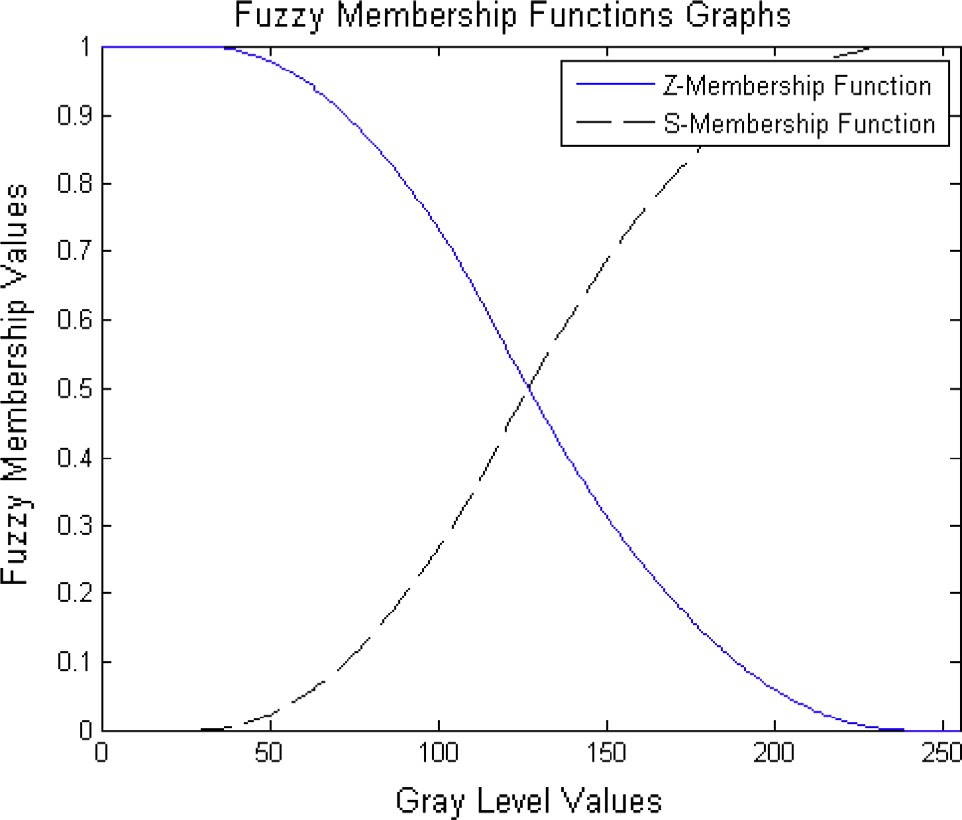 Fuzzy Membership Functions Graphs
Z-Membership Function
S-Membership Function
Fuzzy Membership Values
1
0.9
0.8
0.7
0.6
0.5
0.4
0.3
0.2
0.1
0
0 50 100 150 200 250
Gray Level Values